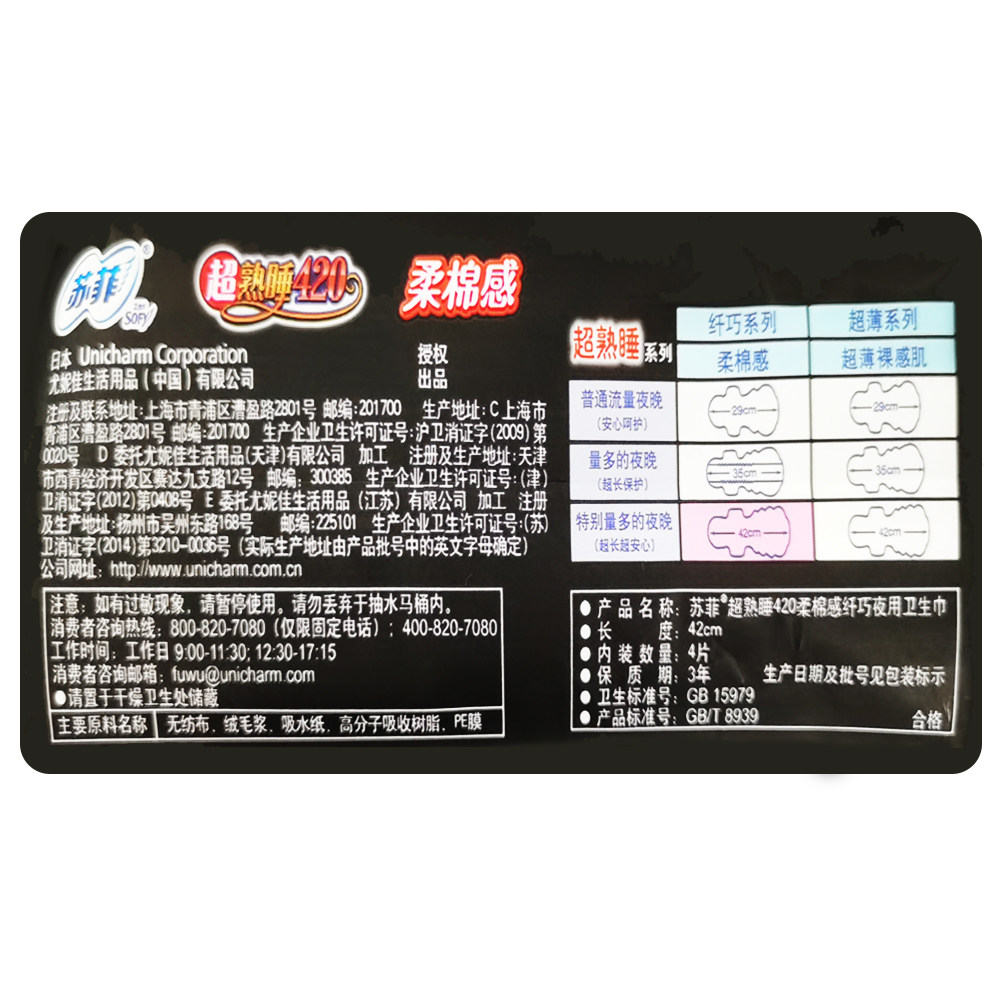 苏菲®
SOFY
超熟睡420
柔棉感
日本 Unicharm Corporation 授权
尤妮佳生活用品(中国)有限公司 出品
注册及联系地址:上海市青浦区漕盈路2801号 邮编:201700 生产地址:C 上海市
青浦区漕盈路2801号 邮编:201700 生产企业卫生许可证号:沪卫消证字(2009)第
0020号 D 委托尤妮佳生活用品(天津)有限公司 加工 注册及生产地址:天津
市西青经济开发区赛达九支路12号 邮编:300385 生产企业卫生许可证号:(津)
卫消证字(2012)第0408号 E 委托尤妮佳生活用品(江苏)有限公司 加工 注册
及生产地址:扬州市吴州东路168号 邮编:225101 生产企业卫生许可证号:(苏)
卫消证字(2014)第3210-0036号(实际生产地址由产品批号中的英文字母确定)
公司网址:http://www.unicharm.com.cn
注意:如有过敏现象,请暂停使用。请勿丢弃于抽水马桶内。
消费者咨询热线:800-820-7080(仅限固定电话);400-820-7080
工作时间:工作日 9:00-11:30; 12:30-17:15
消费者咨询邮箱:fuwu@unicharm.com
●请置于干燥卫生处储藏
主要原料名称 无纺布、绒毛浆、吸水纸、高分子吸收树脂、PE膜
超熟睡系列 纤巧系列 超薄系列
柔棉感 超薄裸感肌
普通流量夜晚 29cm 29cm
(安心呵护)
量多的夜晚 35cm 35cm
(超长保护)
特别量多的夜晚 42cm 42cm
(超长超安心)
●产品名称:苏菲®超熟睡420柔棉感纤巧夜用卫生巾
●长度:42cm
●内装数量:4片
●保质期:3年 生产日期及批号见包装标示
●卫生标准号:GB 15979
●产品标准号:GB/T 8939 合格